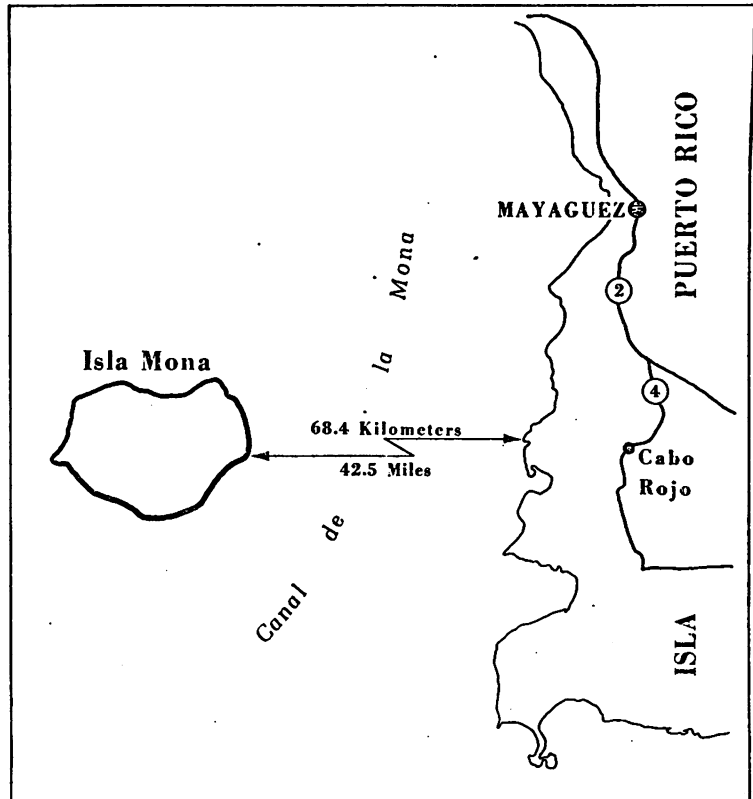 PUERTO RICO
MAYAGUEZ
2
Isla Mona
4
68.4 Kilometers
42.5 Miles
Cabo
Rojo
Canal de la Mona
ISLA